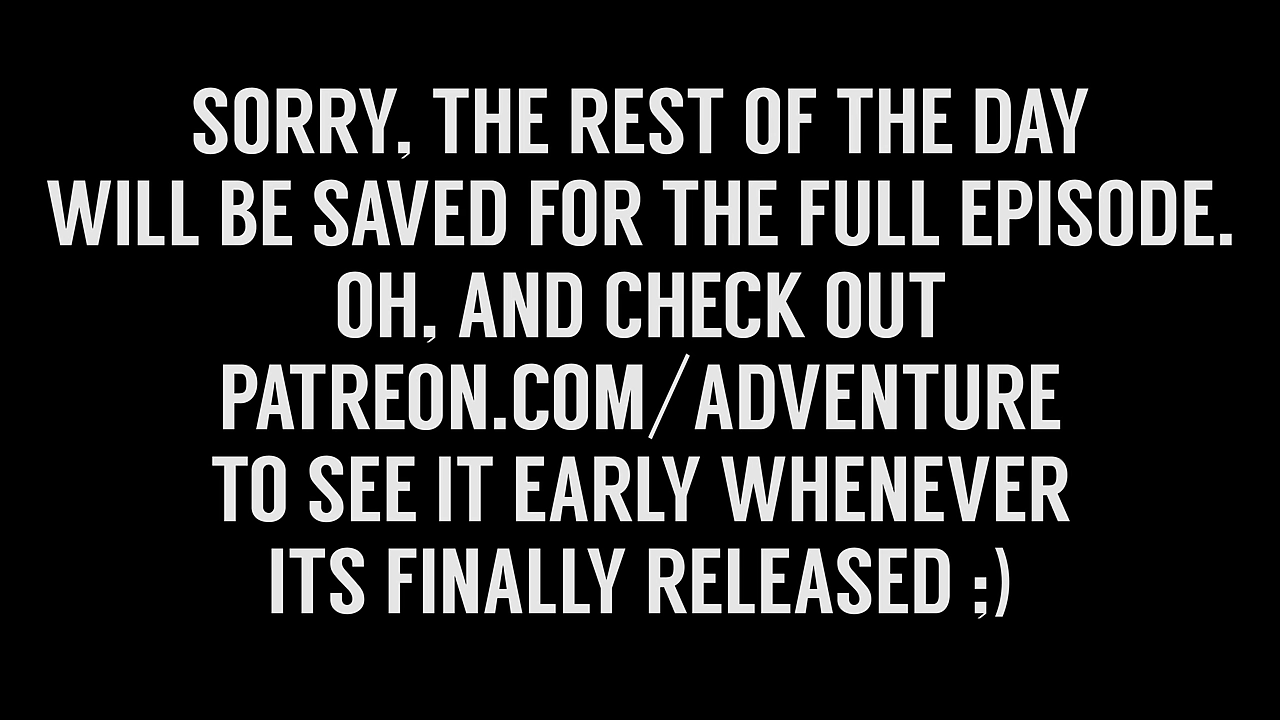 SORRY, THE REST OF THE DAY
WILL BE SAVED FOR THE FULL EPISODE.
OH, AND CHECK OUT
PATREON.COM/ADVENTURE
TO SEE IT EARLY WHENEVER
ITS FINALLY RELEASED ;)